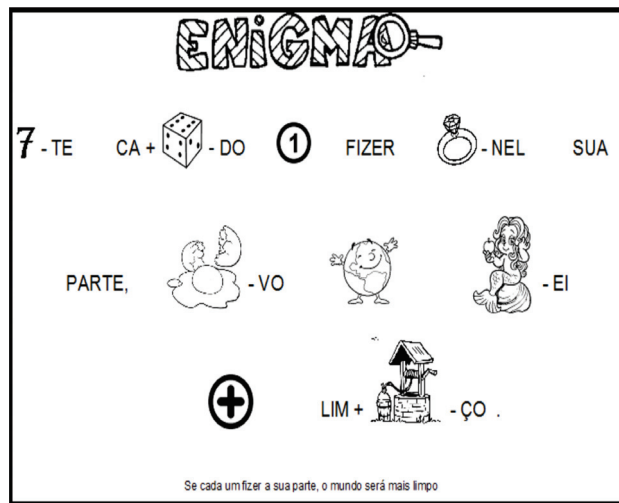 ENiGMA
7 - TE CA + - DO 1 FIZER - NEL SUA
PARTE, - VO - EI
+ LIM + - ÇO .
Se cada um fizer a sua parte, o mundo será mais limpo